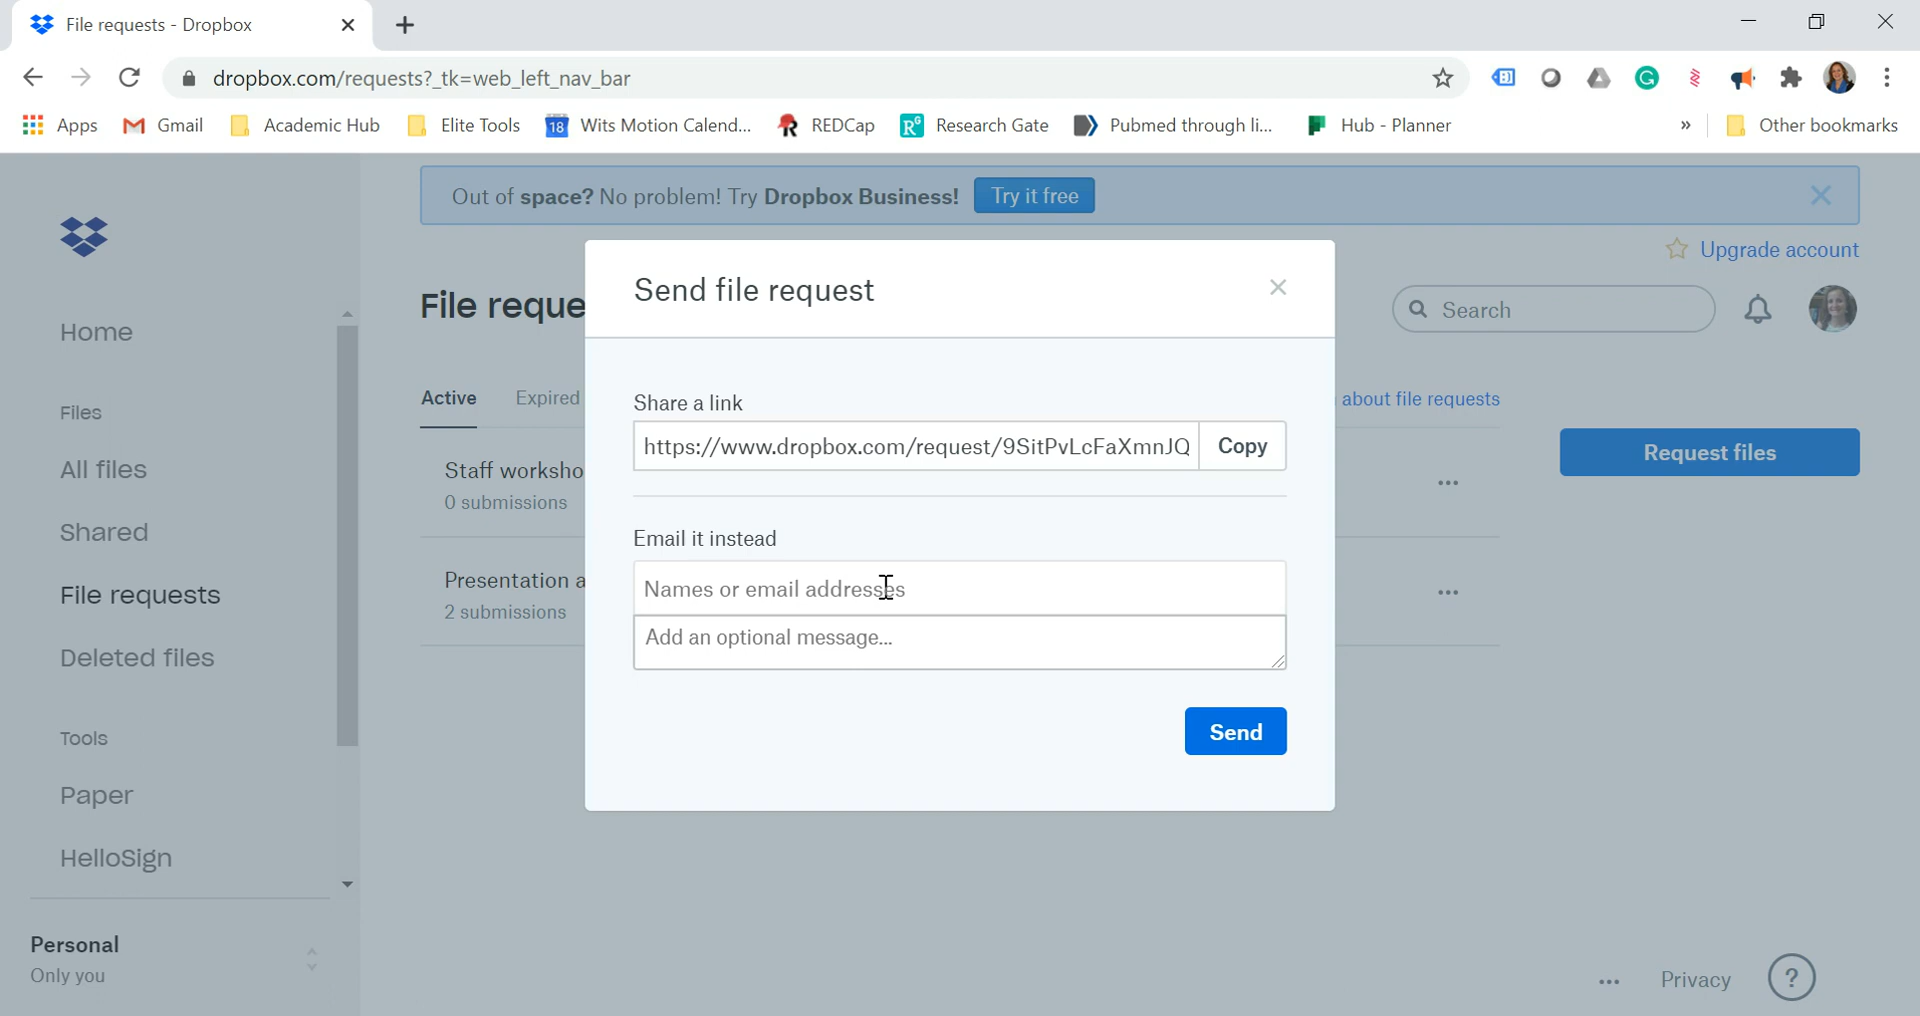 File requests - Dropbox
dropbox.com/requests?_tk=web_left_nav_bar
Apps Gmail Academic Hub Elite Tools 18 Wits Motion Calend... REDCap Research Gate Pubmed through li... Hub - Planner » Other bookmarks
Out of space? No problem! Try Dropbox Business! Try it free
Upgrade account
File reque
Search
Home
Files
All files
Shared
File requests
Deleted files
Tools
Paper
HelloSign
Personal
Only you
Active Expired
about file requests
Request files
Staff worksho
0 submissions
Presentation a
2 submissions
Send file request
Share a link
https://www.dropbox.com/request/9SitPvLcFaXmnJQ Copy
Email it instead
Names or email addresses
Add an optional message...
Send
Privacy ?